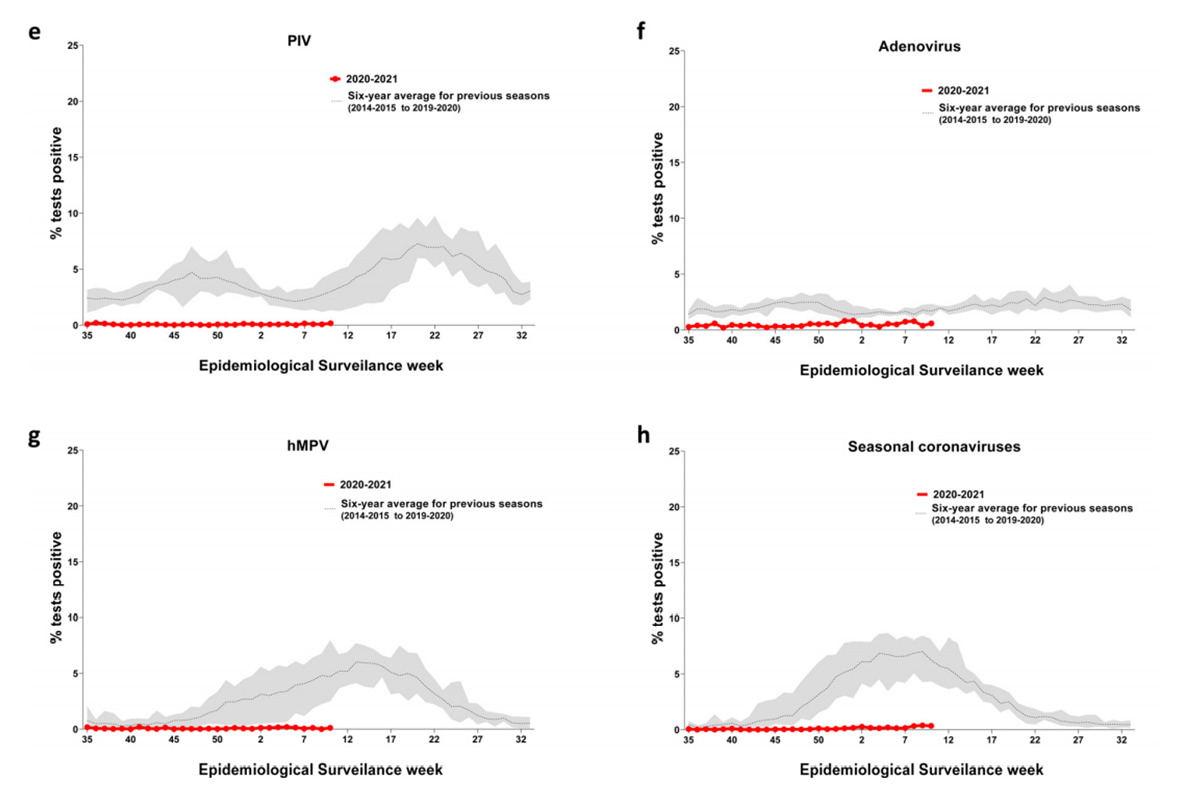 e
PIV
25
20
15
10
5
0
% tests positive
2020-2021
Six-year average for previous seasons
(2014-2015 to 2019-2020)
35 40 45 50 2 7 12 17 22 27 32
Epidemiological Surveilance week
f
Adenovirus
25
20
15
10
5
0
% tests positive
2020-2021
Six-year average for previous seasons
(2014-2015 to 2019-2020)
35 40 45 50 2 7 12 17 22 27 32
Epidemiological Surveilance week
g
hMPV
25
20
15
10
5
0
% tests positive
2020-2021
Six-year average for previous seasons
(2014-2015 to 2019-2020)
35 40 45 50 2 7 12 17 22 27 32
Epidemiological Surveilance week
h
Seasonal coronaviruses
25
20
15
10
5
0
% tests positive
2020-2021
Six-year average for previous seasons
(2014-2015 to 2019-2020)
35 40 45 50 2 7 12 17 22 27 32
Epidemiological Surveilance week